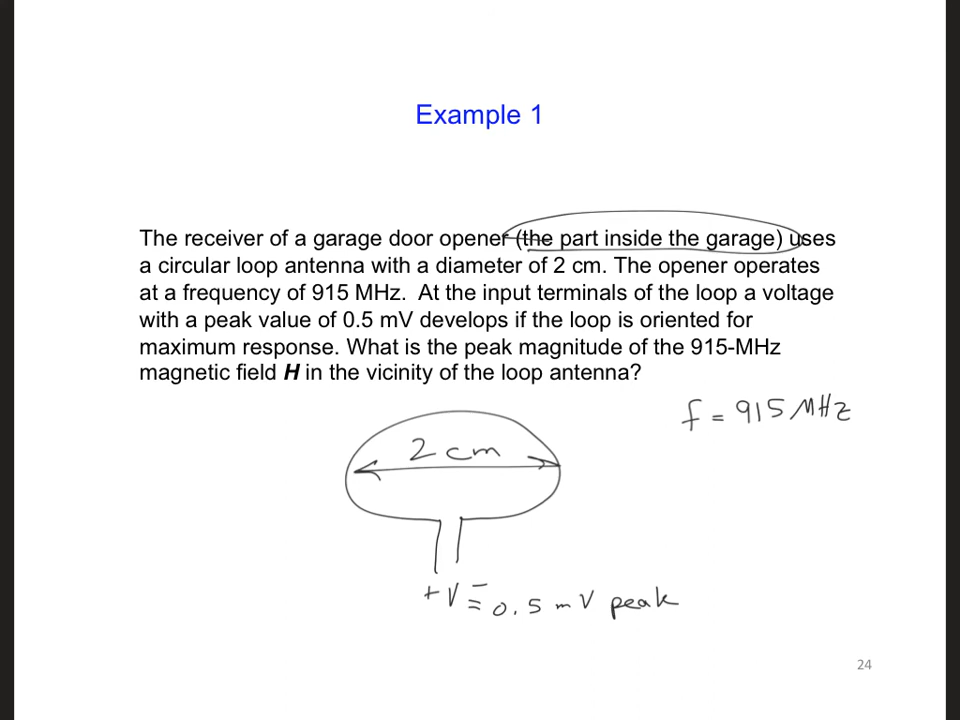 Example 1
The receiver of a garage door opener (the part inside the garage) uses
a circular loop antenna with a diameter of 2 cm. The opener operates
at a frequency of 915 MHz. At the input terminals of the loop a voltage
with a peak value of 0.5 mV develops if the loop is oriented for
maximum response. What is the peak magnitude of the 915-MHz
magnetic field H in the vicinity of the loop antenna?
f = 915 MHz
2 cm
+V- = 0.5 mV peak
24